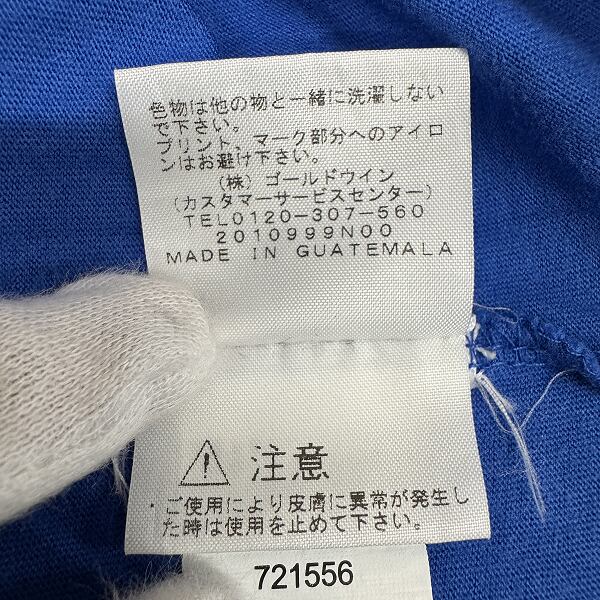 色物は他の物と一緒に洗濯しない
で下さい。
プリント、マーク部分へのアイロ
ンはお避け下さい。
(株)ゴールドウイン
(カスタマーサービスセンター)
TEL0120-307-560
2010999N00
MADE IN GUATEMALA
注意
・ご使用により皮膚に異常が発生し
た時は使用を止めて下さい。
721556